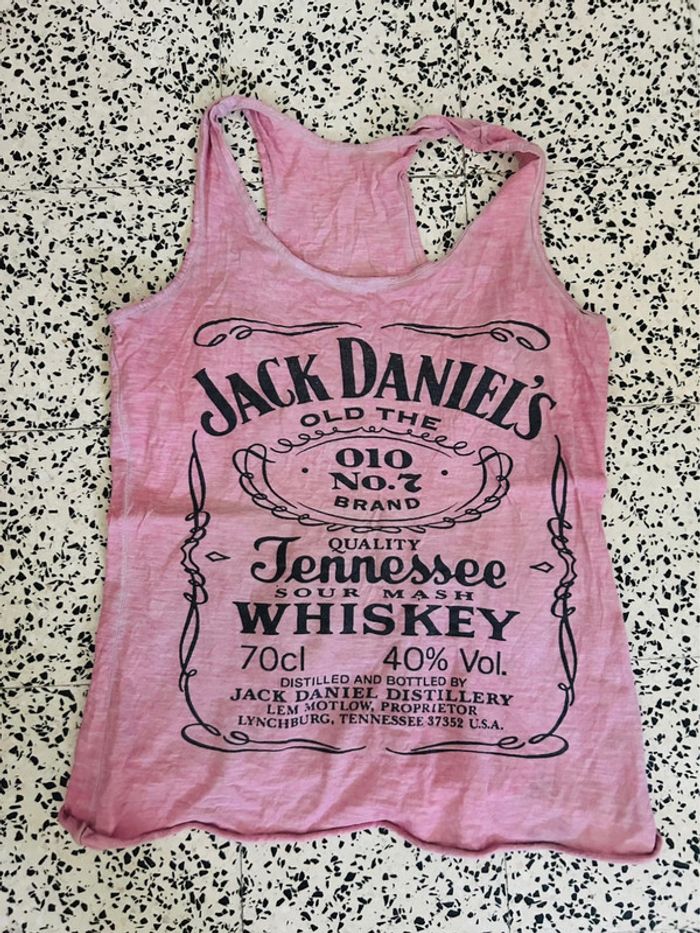 JACK DANIEL'S
OLD THE
010
No.7
BRAND
QUALITY
Tennessee
SOUR MASH
WHISKEY
70cl 40% Vol.
DISTILLED AND BOTTLED BY
JACK DANIEL DISTILLERY
LEM MOTLOW, PROPRIETOR
LYNCHBURG, TENNESSEE 37352 U.S.A.